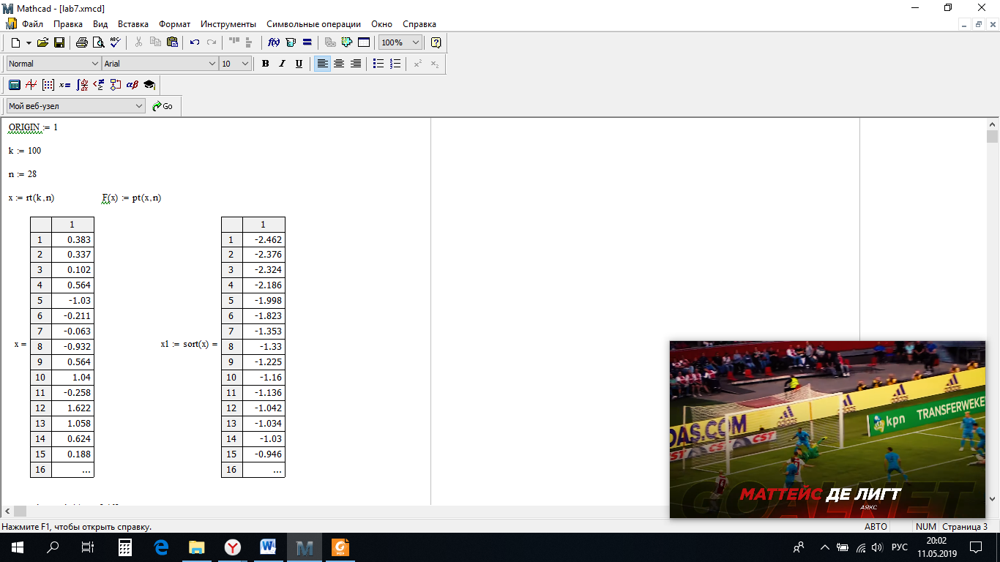 Mathcad - [lab7.xmcd]
Файл Правка Вид Вставка Формат Инструменты Символьные операции Окно Справка
100%
Normal Arial 10 B I U
Мой веб-узел Go
ORIGIN := 1
k := 100
n := 28
x := rt(k,n) F(x) := pt(x,n)
1 1
1 0.383 1 -2.462
2 0.337 2 -2.376
3 0.102 3 -2.324
4 0.564 4 -2.186
5 -1.03 5 -1.998
6 -0.211 6 -1.823
7 -0.063 7 -1.353
x = 8 -0.932 x1 := sort(x) = 8 -1.33
9 0.564 9 -1.225
10 1.04 10 -1.16
11 -0.258 11 -1.136
12 1.622 12 -1.042
13 1.058 13 -1.034
14 0.624 14 -1.03
15 0.188 15 -0.946
16 ... 16 ...
adidas
DAS.COM
CST CST
kpn TRANSFERWEKE
GOALNET
МАТТЕЙС ДЕ ЛИГТ
АЯКС
Нажмите F1, чтобы открыть справку. АВТО NUM Страница 3
РУС 20:02
11.05.2019